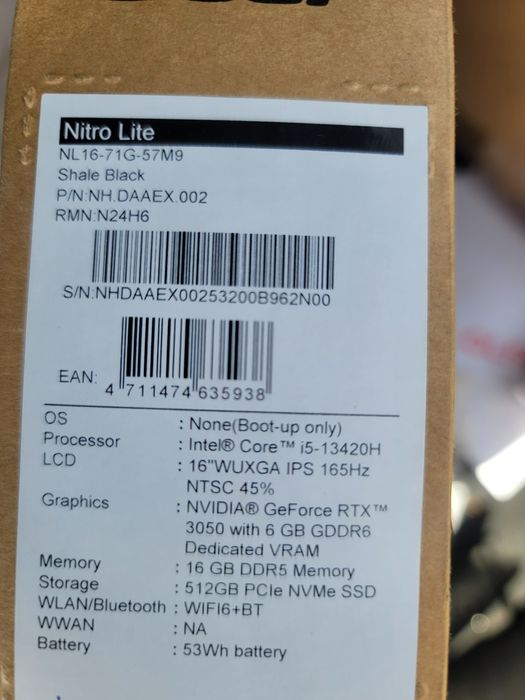 Nitro Lite
NL16-71G-57M9
Shale Black
P/N:NH.DAAEX.002
RMN:N24H6
S/N:NHDAAEX00253200B962N00
EAN: 4 711474 635938
OS : None(Boot-up only)
Processor : Intel® Core™ i5-13420H
LCD : 16"WUXGA IPS 165Hz
NTSC 45%
Graphics : NVIDIA® GeForce RTX™
3050 with 6 GB GDDR6
Dedicated VRAM
Memory : 16 GB DDR5 Memory
Storage : 512GB PCIe NVMe SSD
WLAN/Bluetooth : WIFI6+BT
WWAN : NA
Battery : 53Wh battery